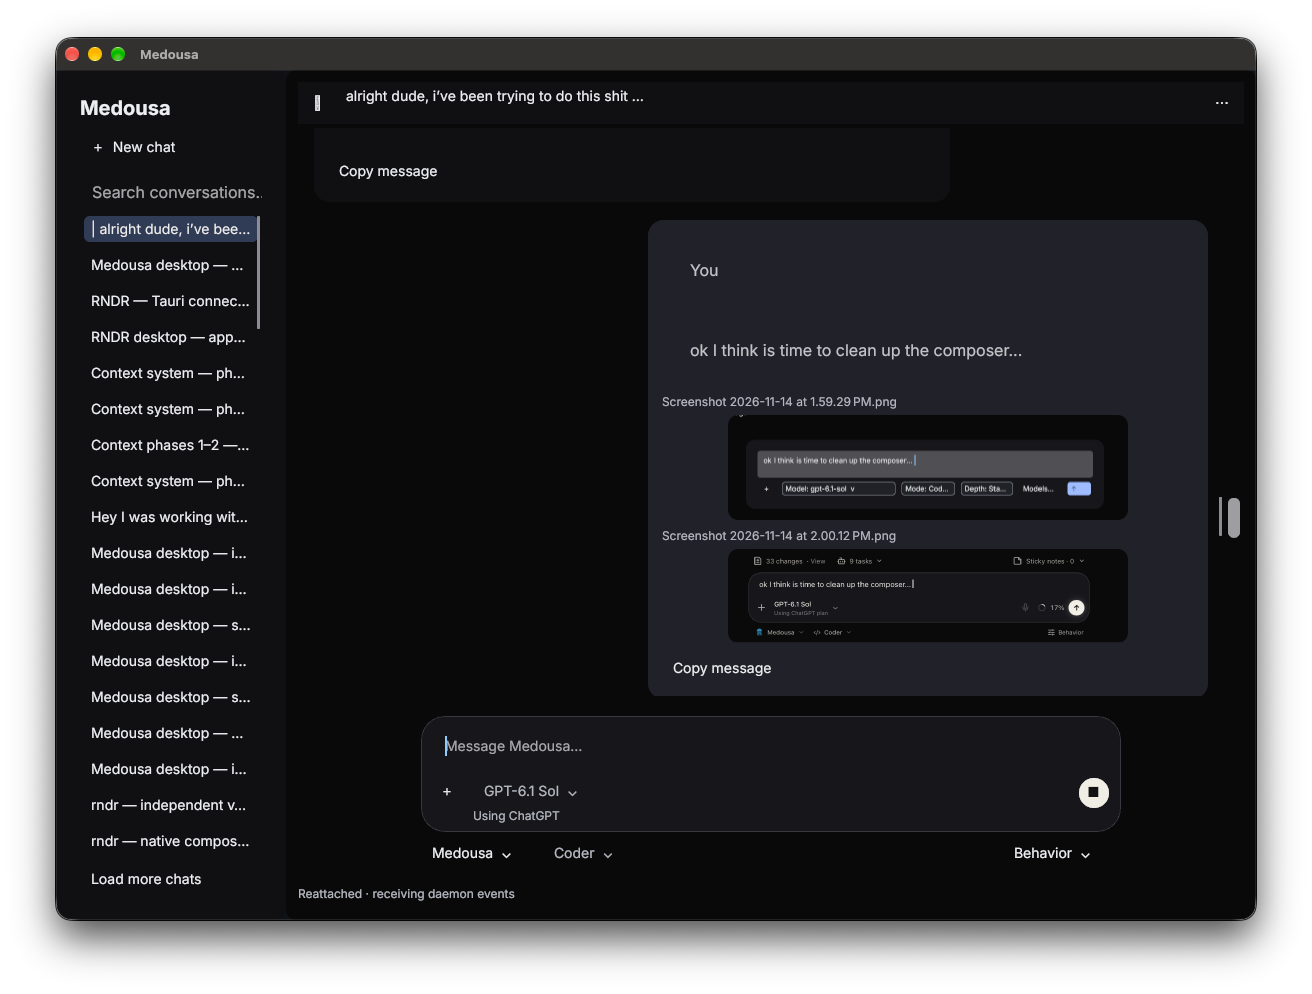 Medousa
Medousa
+ New chat
Search conversations..
alright dude, i've bee...
Medousa desktop — ...
RNDR — Tauri connec...
RNDR desktop — app...
Context system — ph...
Context system — ph...
Context phases 1–2 —...
Context system — ph...
Hey I was working wit...
Medousa desktop — i...
Medousa desktop — i...
Medousa desktop — s...
Medousa desktop — i...
Medousa desktop — s...
Medousa desktop — ...
Medousa desktop — i...
rndr — independent v...
rndr — native compos...
Load more chats
alright dude, i've been trying to do this shit ...
...
Copy message
You
ok I think is time to clean up the composer...
Screenshot 2026-11-14 at 1.59.29 PM.png
ok I think is time to clean up the composer...
+ Model: gpt-6.1-sol v Mode: Cod... Depth: Sta... Models... ↑
Screenshot 2026-11-14 at 2.00.12 PM.png
33 changes · View 9 tasks Sticky notes · 0
ok I think is time to clean up the composer...
+ GPT-6.1 Sol 17%
Using ChatGPT plan
Medousa </> Coder Behavior
Copy message
Message Medousa...
+ GPT-6.1 Sol
Using ChatGPT
Medousa Coder Behavior
Reattached · receiving daemon events